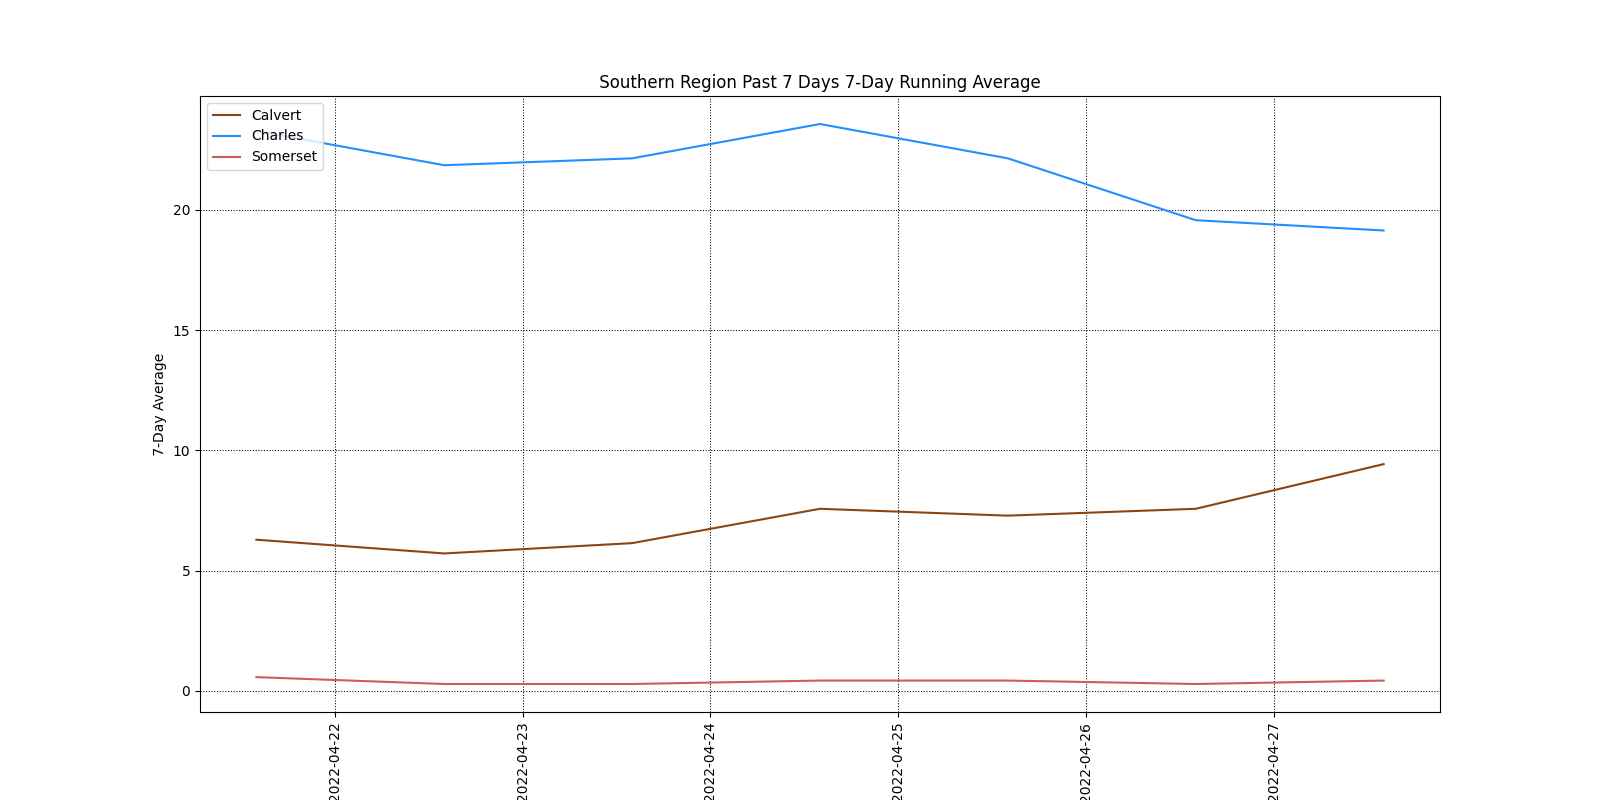 Southern Region Past 7 Days 7-Day Running Average
Calvert
Charles
Somerset
7-Day Average
20
15
10
5
0
2022-04-22
2022-04-23
2022-04-24
2022-04-25
2022-04-26
2022-04-27